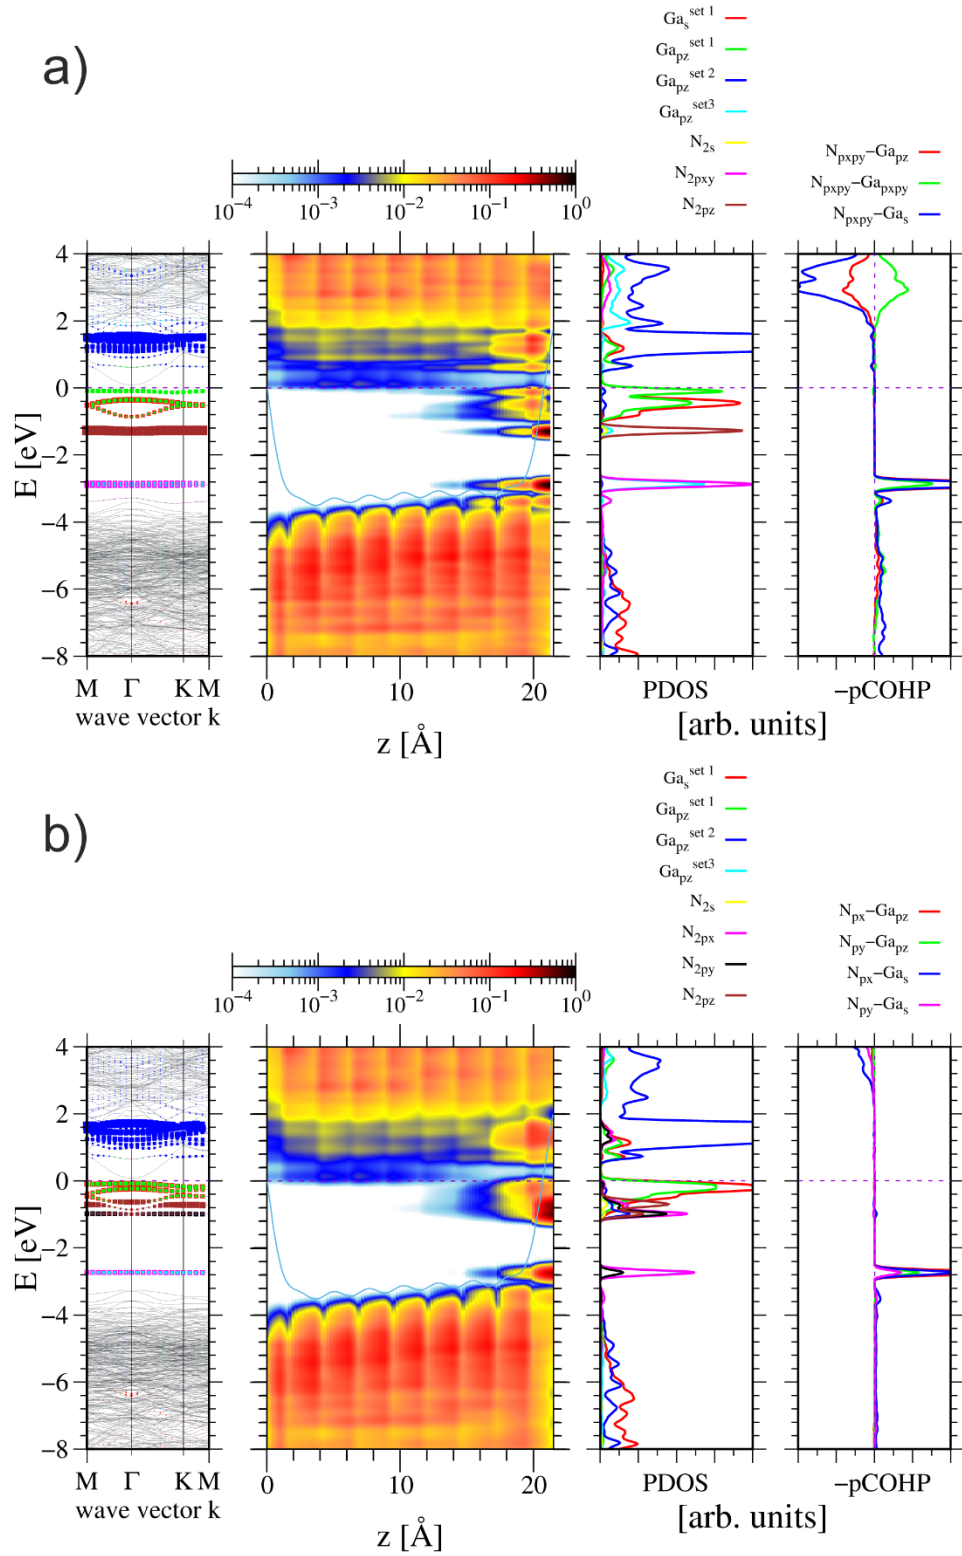 a)
Ga_s^set 1
Ga_pz^set 1
Ga_pz^set 2
Ga_pz^set3
N_2s
N_2pxy
N_2pz
N_pxpy−Ga_pz
N_pxpy−Ga_pxpy
N_pxpy−Ga_s
10^−4 10^−3 10^−2 10^−1 10^0
E [eV]
4
2
0
−2
−4
−6
−8
M Γ K M
wave vector k
0 10 20
z [Å]
PDOS −pCOHP
[arb. units]
b)
Ga_s^set 1
Ga_pz^set 1
Ga_pz^set 2
Ga_pz^set3
N_2s
N_2px
N_2py
N_2pz
N_px−Ga_pz
N_py−Ga_pz
N_px−Ga_s
N_py−Ga_s
10^−4 10^−3 10^−2 10^−1 10^0
E [eV]
4
2
0
−2
−4
−6
−8
M Γ K M
wave vector k
0 10 20
z [Å]
PDOS −pCOHP
[arb. units]